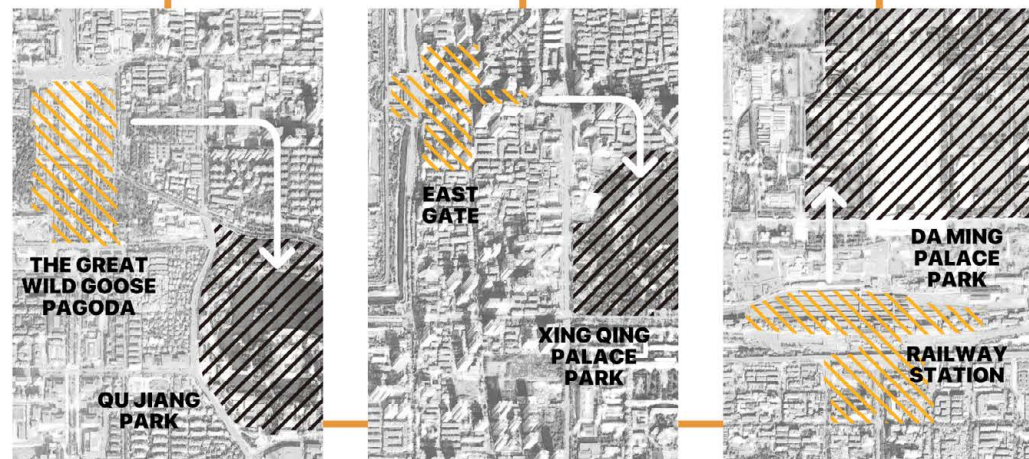 THE GREAT
WILD GOOSE
PAGODA
QU JIANG
PARK
EAST
GATE
XING QING
PALACE
PARK
DA MING
PALACE
PARK
RAILWAY
STATION